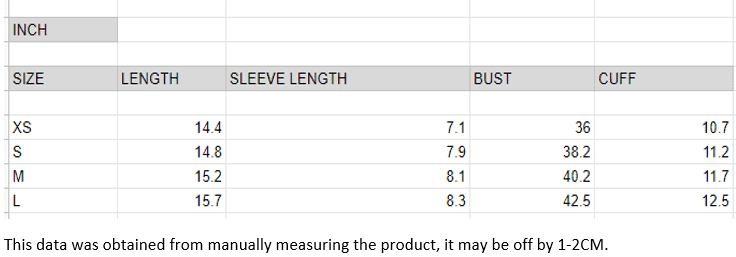 INCH
SIZE LENGTH SLEEVE LENGTH BUST CUFF
XS 14.4 7.1 36 10.7
S 14.8 7.9 38.2 11.2
M 15.2 8.1 40.2 11.7
L 15.7 8.3 42.5 12.5
This data was obtained from manually measuring the product, it may be off by 1-2CM.